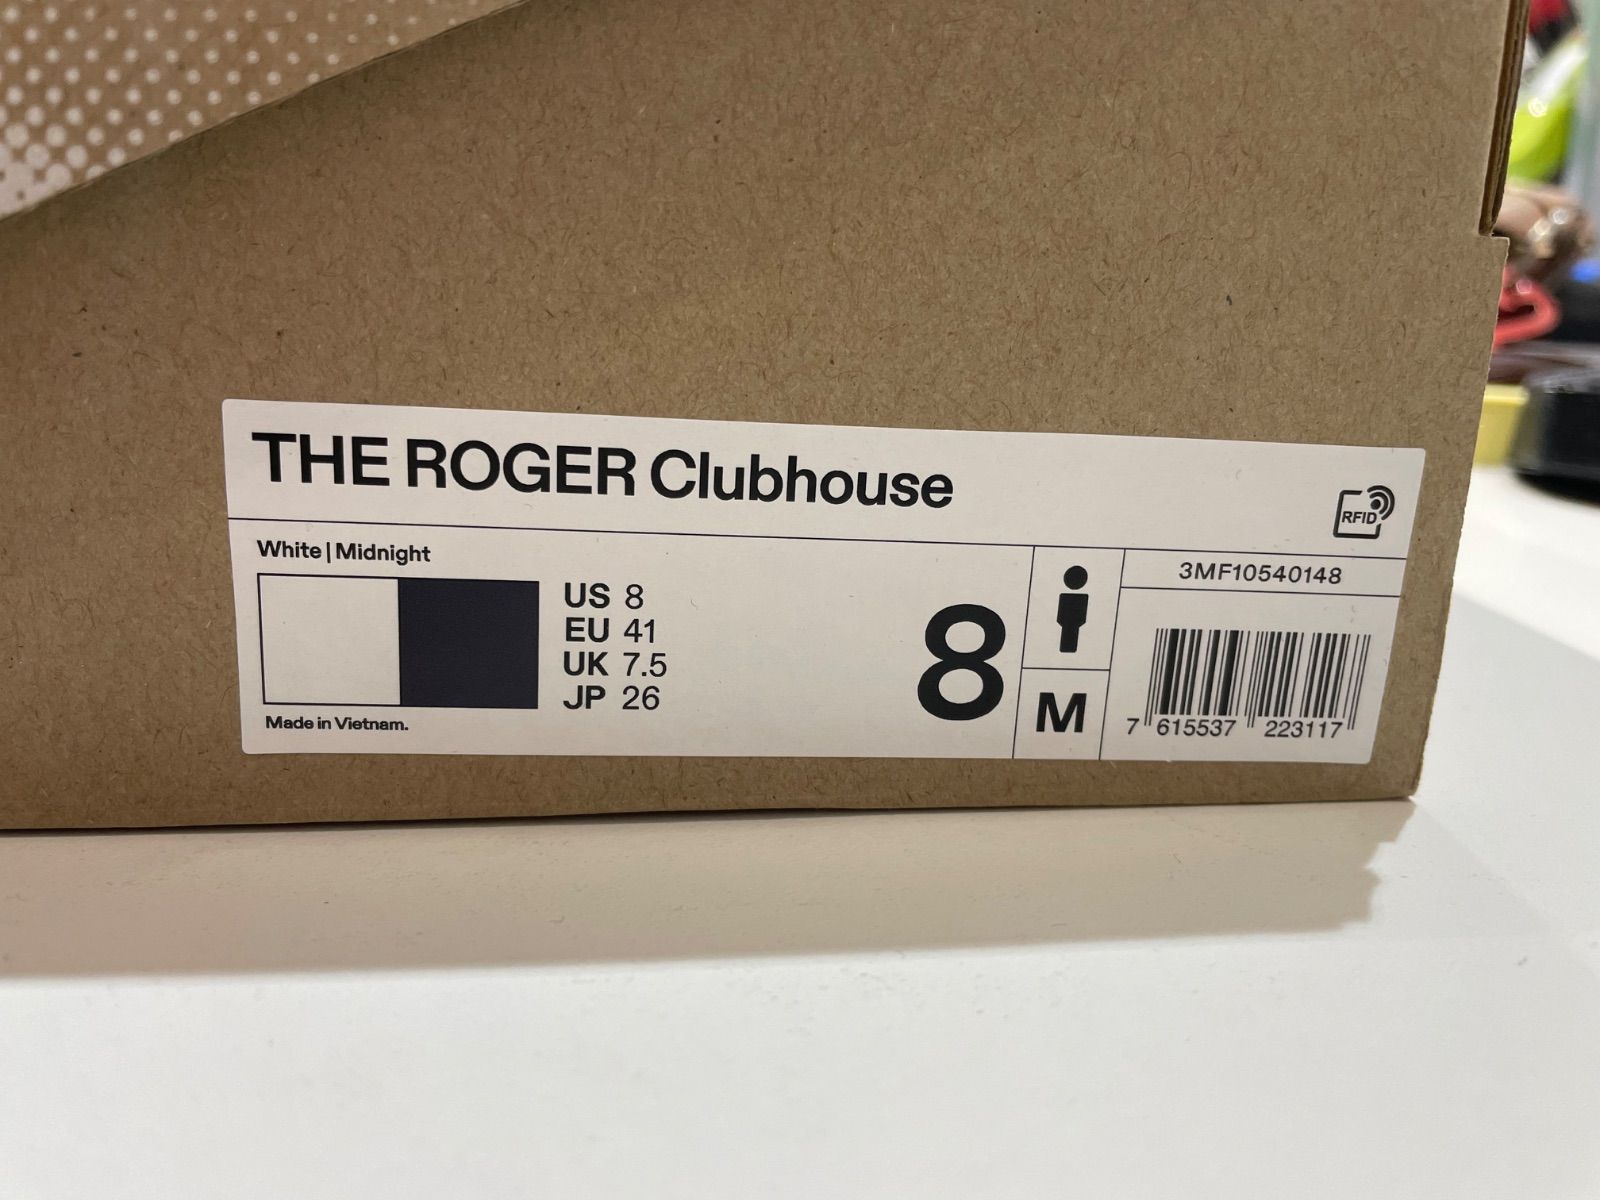 THE ROGER Clubhouse
RFID
White | Midnight
US 8
EU 41
UK 7.5
JP 26
Made in Vietnam.
8
M
3MF10540148
7 615537 223117